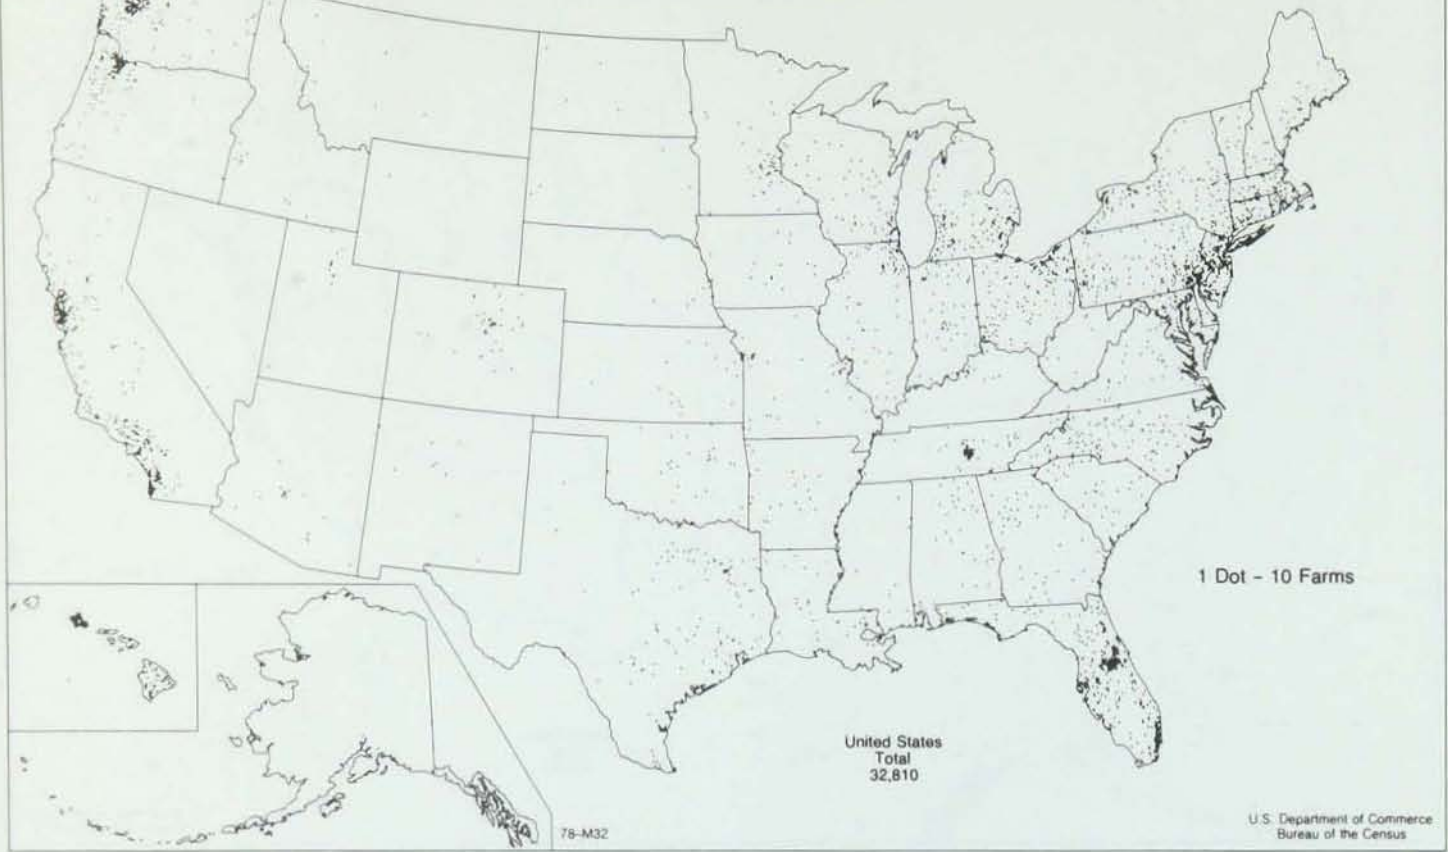 1 Dot - 10 Farms
United States
Total
32,810
78-M32
U.S. Department of Commerce
Bureau of the Census